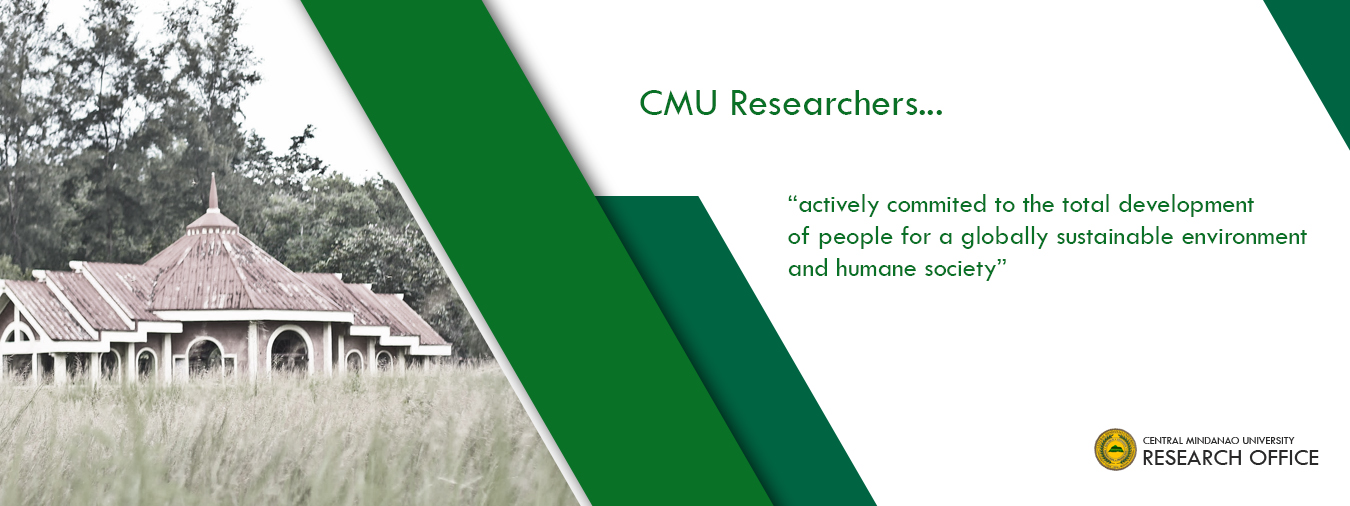 CMU Researchers...
“actively commited to the total development
of people for a globally sustainable environment
and humane society”
CENTRAL MINDANAO UNIVERSITY
RESEARCH OFFICE